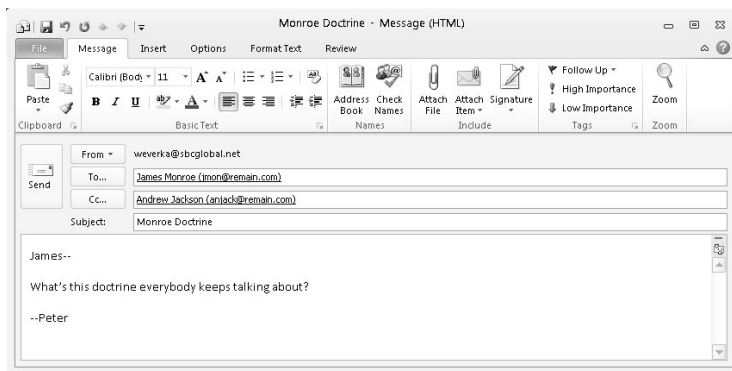 Monroe Doctrine - Message (HTML)
File Message Insert Options Format Text Review
Calibri (Body 11 A A
Paste B I U ab A Address Book Check Names Attach File Attach Item Signature Follow Up High Importance Low Importance Zoom
Clipboard Basic Text Names Include Tags Zoom
From weverka@sbcglobal.net
Send
To... James Monroe (jmon@remain.com)
Cc... Andrew Jackson (anjack@remain.com)
Subject: Monroe Doctrine
James--
What's this doctrine everybody keeps talking about?
--Peter